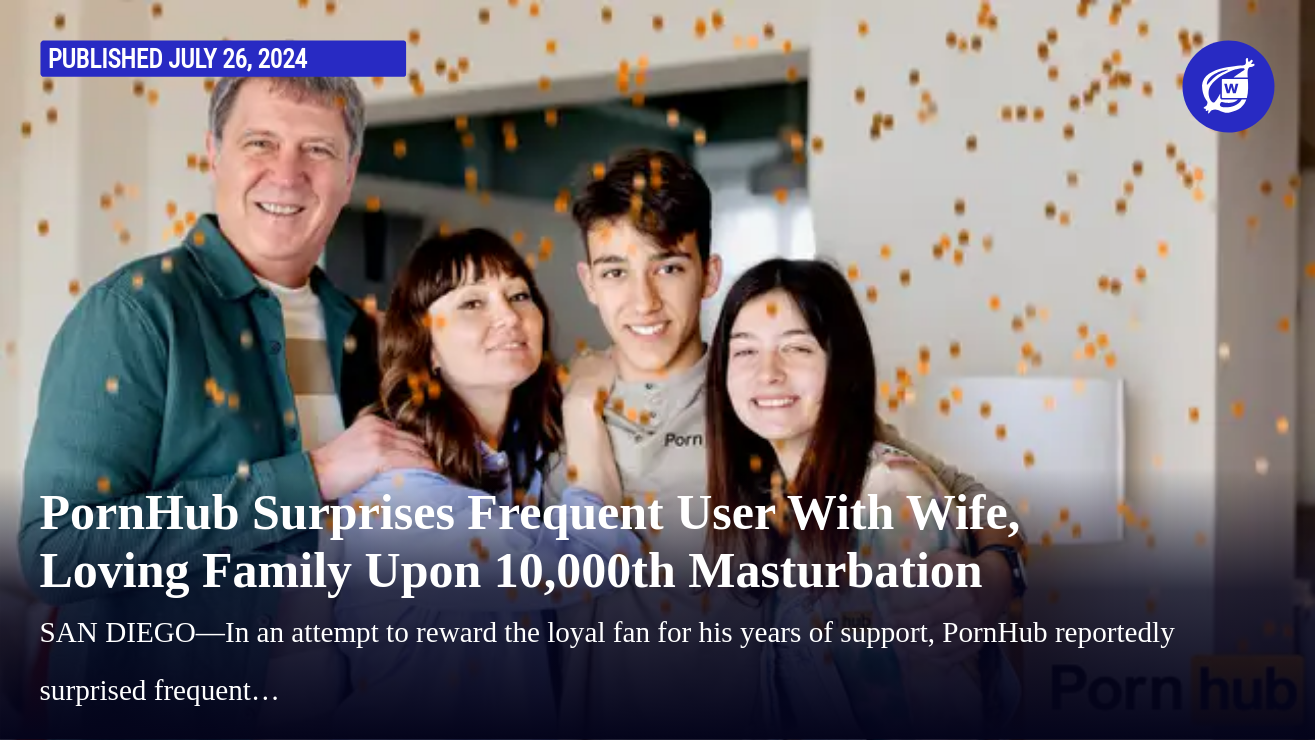 PUBLISHED JULY 26, 2024
W
Porn
PornHub Surprises Frequent User With Wife,
Loving Family Upon 10,000th Masturbation
SAN DIEGO—In an attempt to reward the loyal fan for his years of support, PornHub reportedly
surprised frequent…
Porn hub